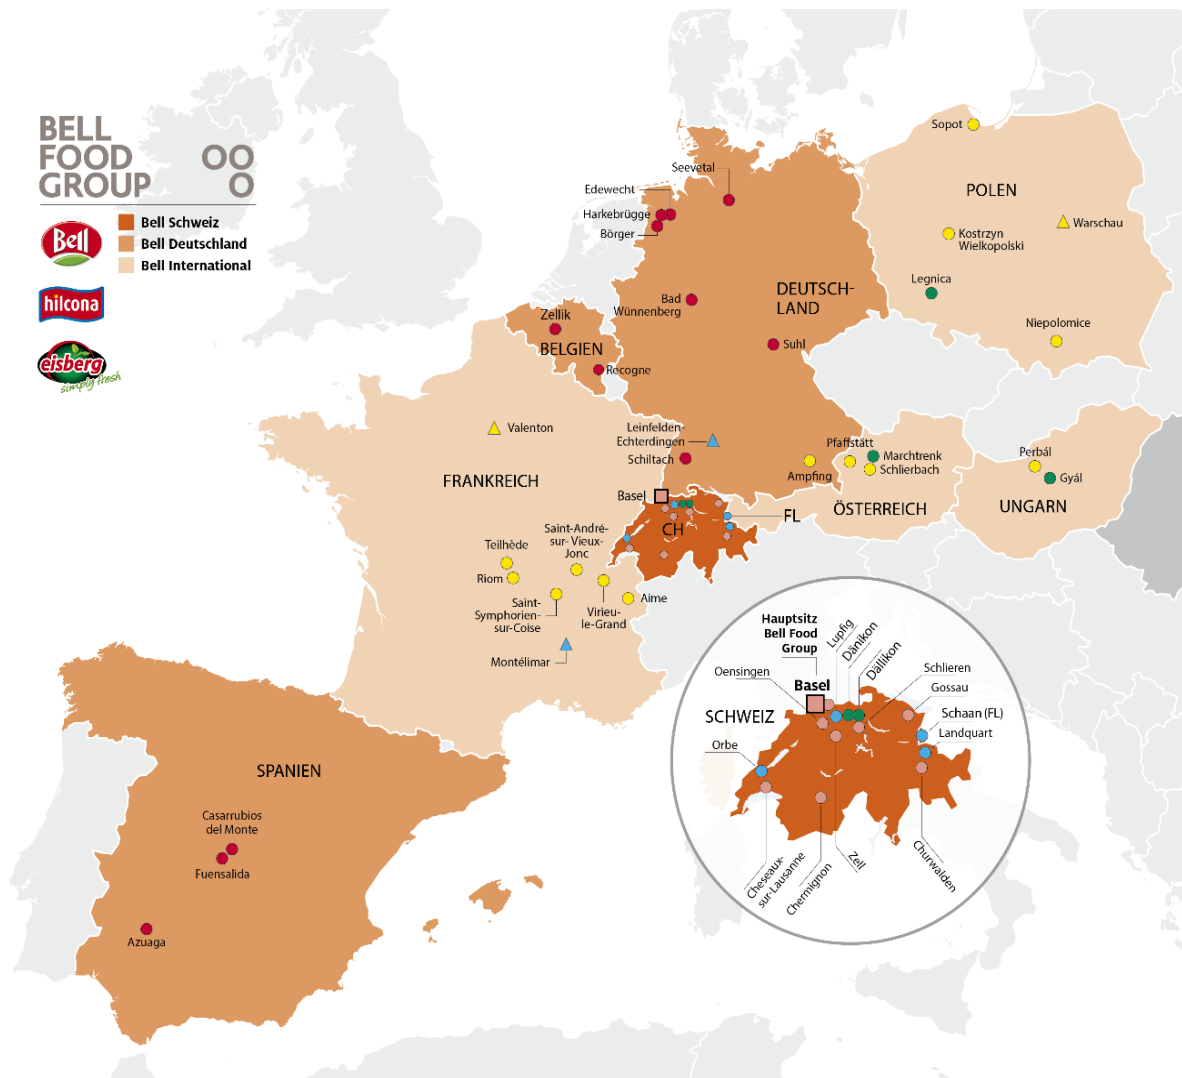 BELL
FOOD
GROUP
Bell
hilcona
eisberg
simply fresh
Bell Schweiz
Bell Deutschland
Bell International
Sopot
POLEN
Warschau
Kostrzyn
Wielkopolski
Legnica
Niepolomice
Seevetal
Edewecht
Harkebrügge
Börger
Bad
Wünnenberg
DEUTSCH-
LAND
Suhl
Zellik
BELGIEN
Recogne
Valenton
Leinfelden-
Echterdingen
Schiltach
Ampfing
Pfaffstätt
Marchtrenk
Schlierbach
Perbál
Gyál
FRANKREICH
Basel
CH
FL
ÖSTERREICH
UNGARN
Saint-André-
sur- Vieux-
Jonc
Teilhède
Riom
Saint-
Symphorien-
sur-Coise
Virieu-
le-Grand
Aime
Montélimar
SPANIEN
Casarrubios
del Monte
Fuensalida
Azuaga
Hauptsitz
Bell Food
Group
Basel
Lupfig
Dänikon
Dällikon
Oensingen
Schlieren
Gossau
SCHWEIZ
Schaan (FL)
Landquart
Orbe
Cheseaux-
sur-Lausanne
Chermignon
Zell
Churwalden